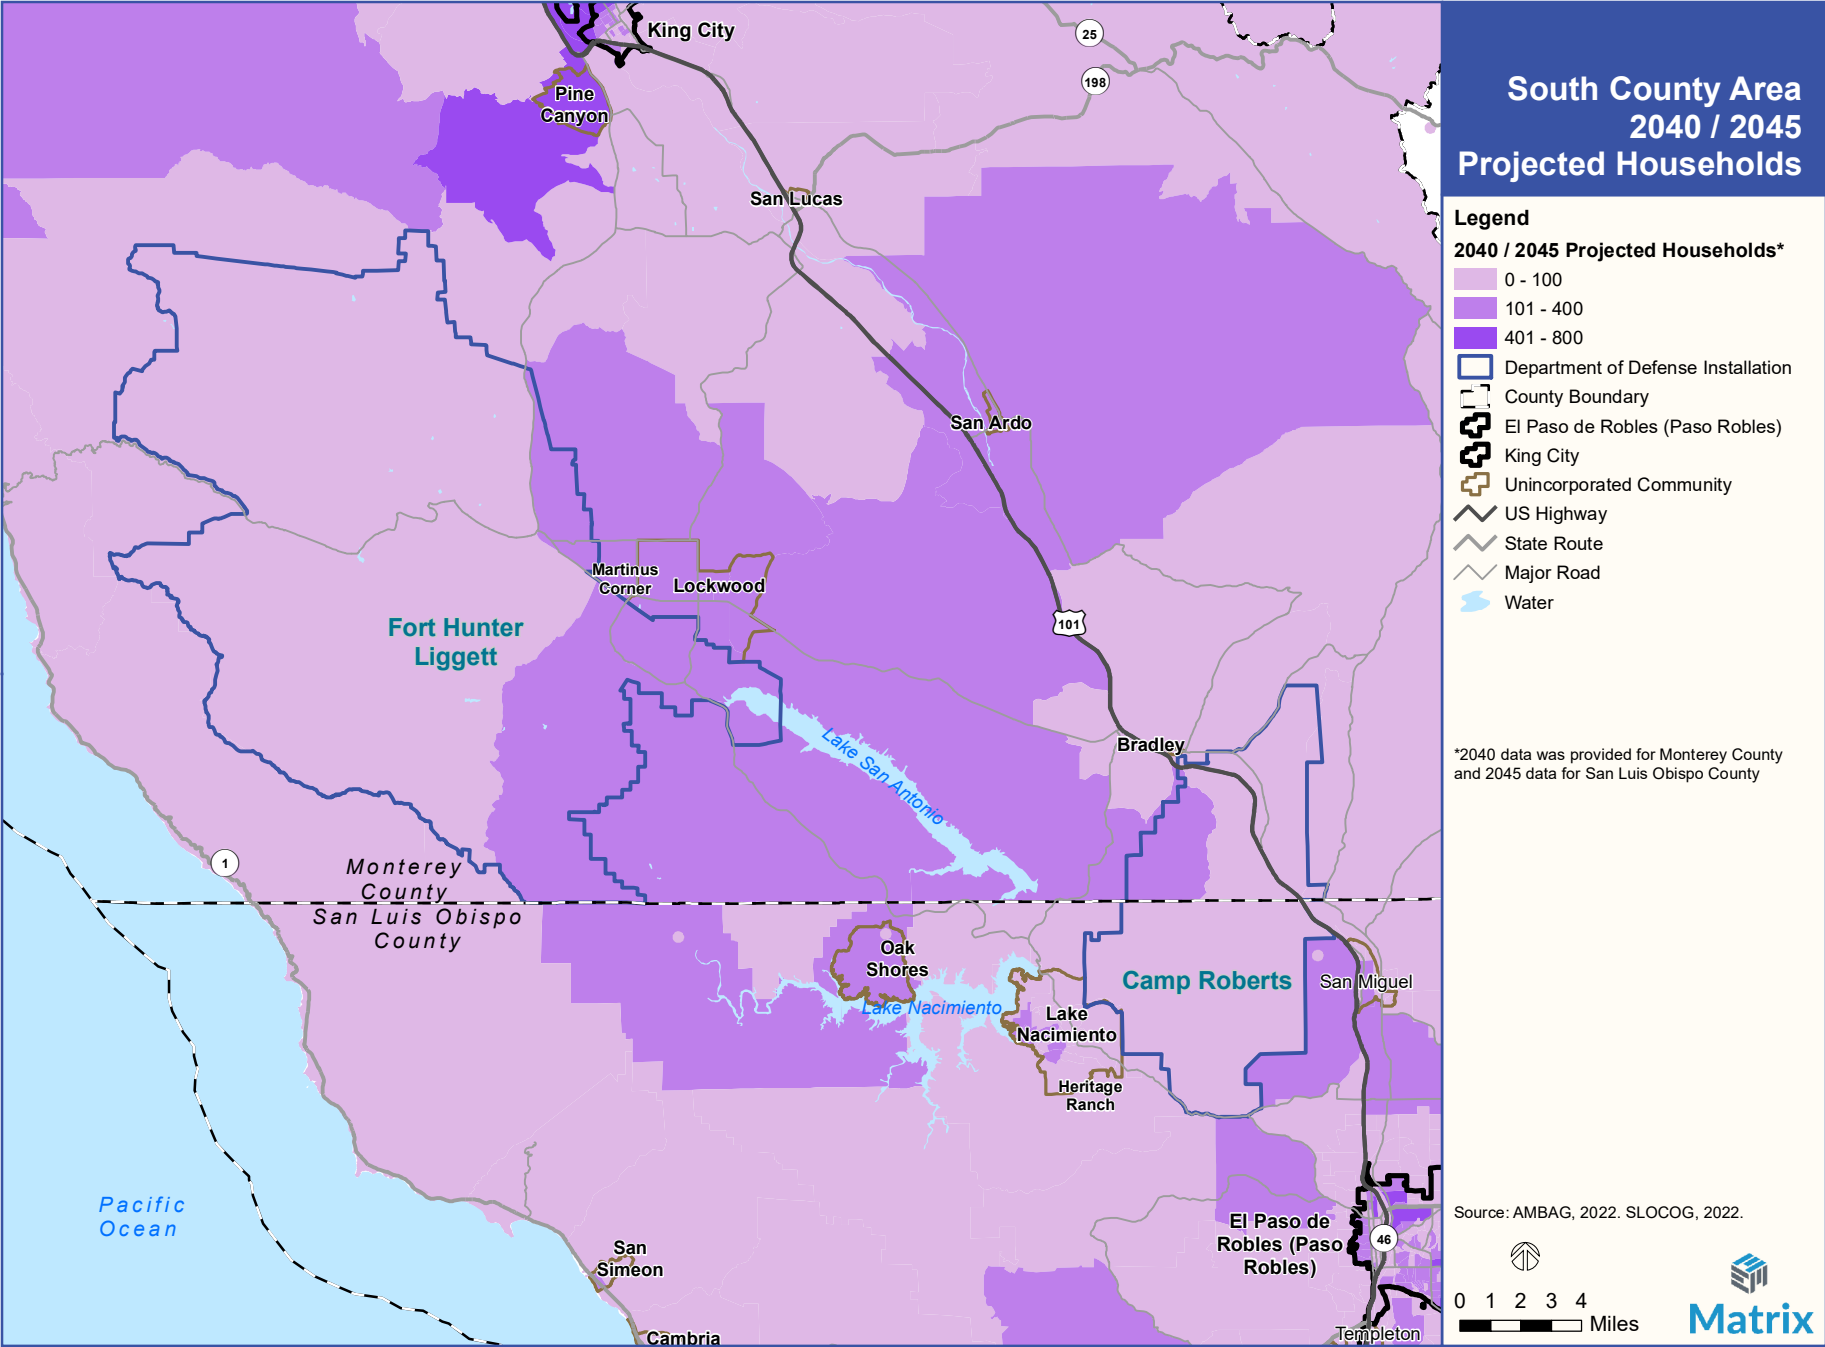 South County Area
2040 / 2045
Projected Households
Legend
2040 / 2045 Projected Households*
0 - 100
101 - 400
401 - 800
Department of Defense Installation
County Boundary
El Paso de Robles (Paso Robles)
King City
Unincorporated Community
US Highway
State Route
Major Road
Water
*2040 data was provided for Monterey County
and 2045 data for San Luis Obispo County
Source: AMBAG, 2022. SLOCOG, 2022.
0 1 2 3 4
Miles
Matrix
King City
25
198
Pine
Canyon
San Lucas
San Ardo
Martinus
Corner
Lockwood
Fort Hunter
Liggett
101
Lake San Antonio
Bradley
1
Monterey
County
San Luis Obispo
County
Oak
Shores
Lake Nacimiento
Lake
Nacimiento
Heritage
Ranch
Camp Roberts
San Miguel
Pacific
Ocean
El Paso de
Robles (Paso
Robles)
46
San
Simeon
Cambria
Templeton